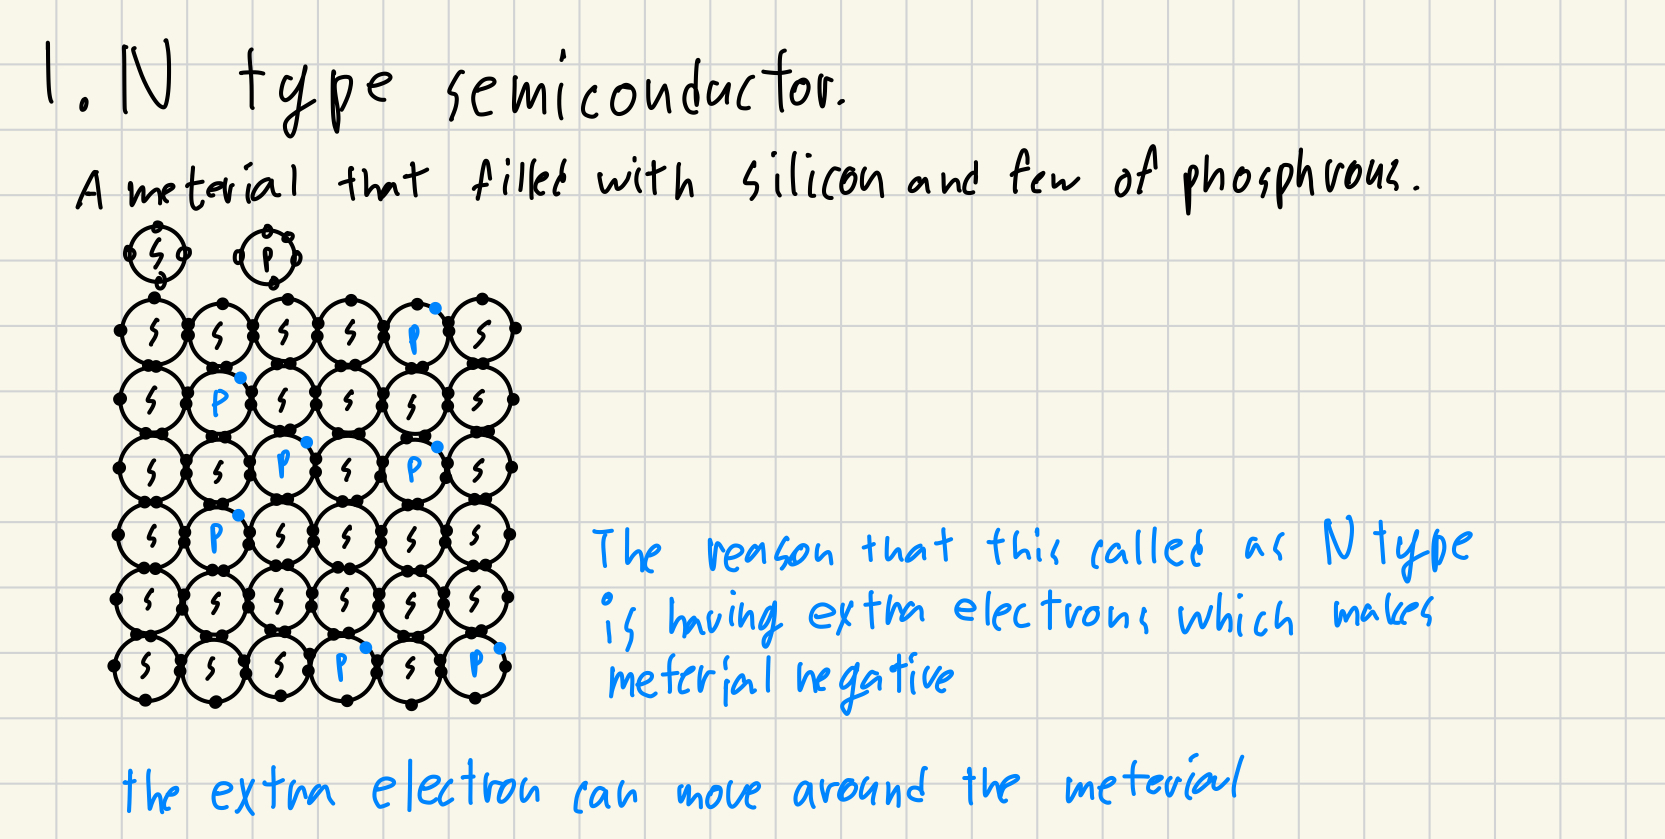 1. N type semiconductor.
A meterial that filled with silicon and few of phosphrous.
S P
S S S S P S
S P S S S S
S S P S P S
S P S S S S
S S S S S S
S S S P S P
The reason that this called as N type
is having extra electrons which makes
meterial negative
the extra electron can move around the meterial